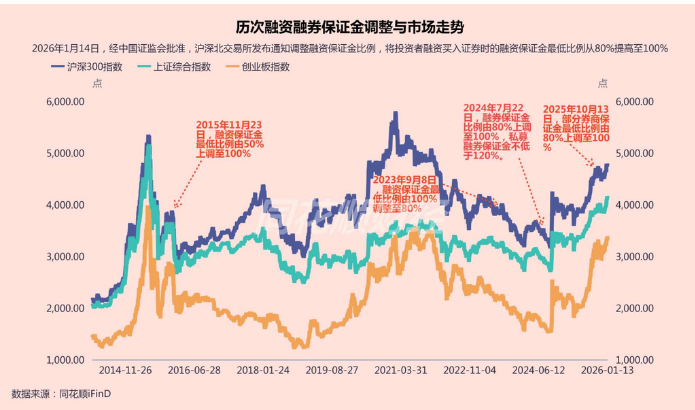 历次融资融券保证金调整与市场走势
2026年1月14日，经中国证监会批准，沪深北交易所发布通知调整融资保证金比例，将投资者融资买入证券时的融资保证金最低比例从80%提高至100%
沪深300指数 上证综合指数 创业板指数
点 点
6,000.00 6,000.00
5,000.00 5,000.00
4,000.00 4,000.00
3,000.00 3,000.00
2,000.00 2,000.00
1,000.00 1,000.00
2015年11月23
日，融资保证金
最低比例由50%
上调至100%
2023年9月8日
，融资保证金最
低比例由100%
调整至80%
2024年7月22
日，融券保证金
比例由80%上调
至100%，私募
融券保证金不低
于120%。
2025年10月13
日，部分券商保
证金最低比例由
80%上调至100
%
同花顺
2014-11-26 2016-06-28 2018-01-24 2019-08-27 2021-03-31 2022-11-04 2024-06-12 2026-01-13
数据来源：同花顺iFinD